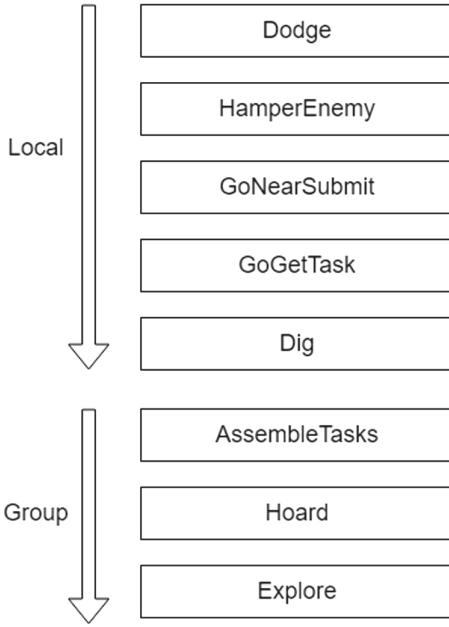 Dodge
HamperEnemy
Local
GoNearSubmit
GoGetTask
Dig
AssembleTasks
Group
Hoard
Explore